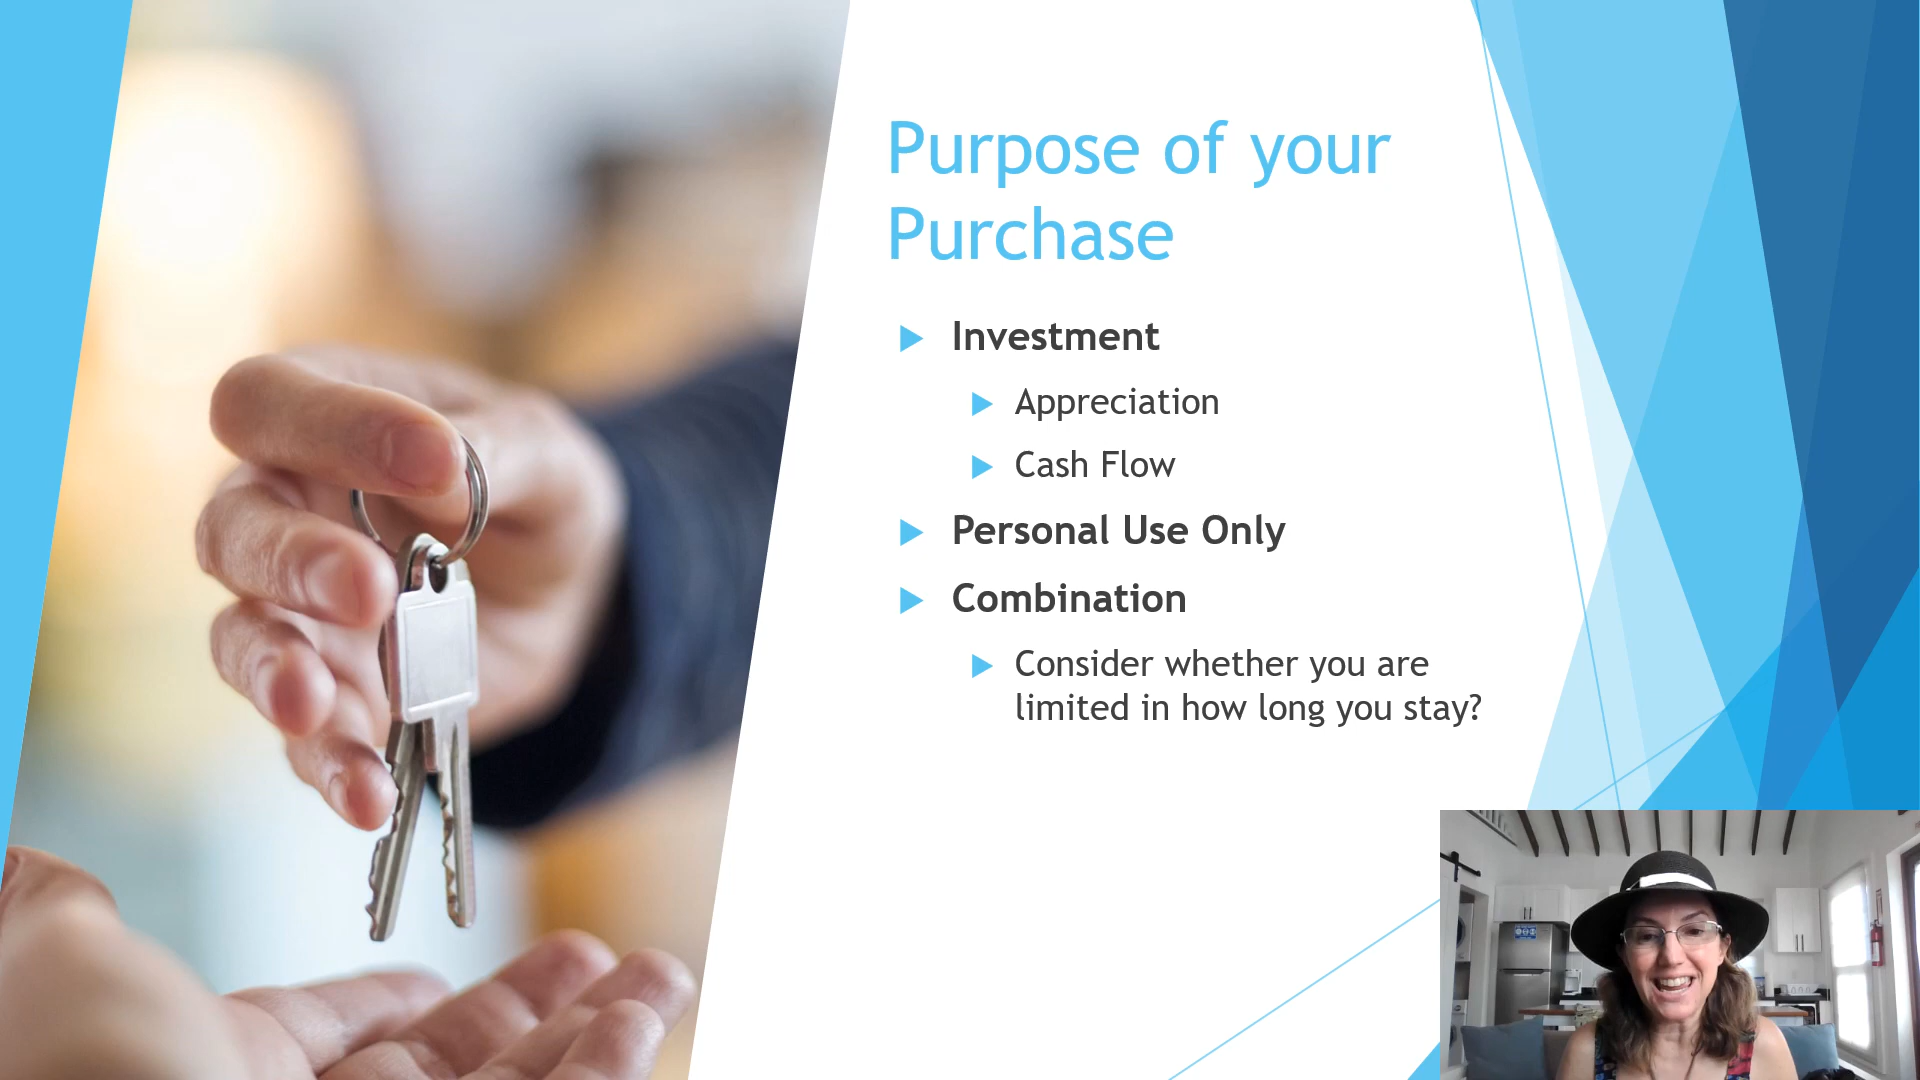 Purpose of your
Purchase
Investment
Appreciation
Cash Flow
Personal Use Only
Combination
Consider whether you are
limited in how long you stay?